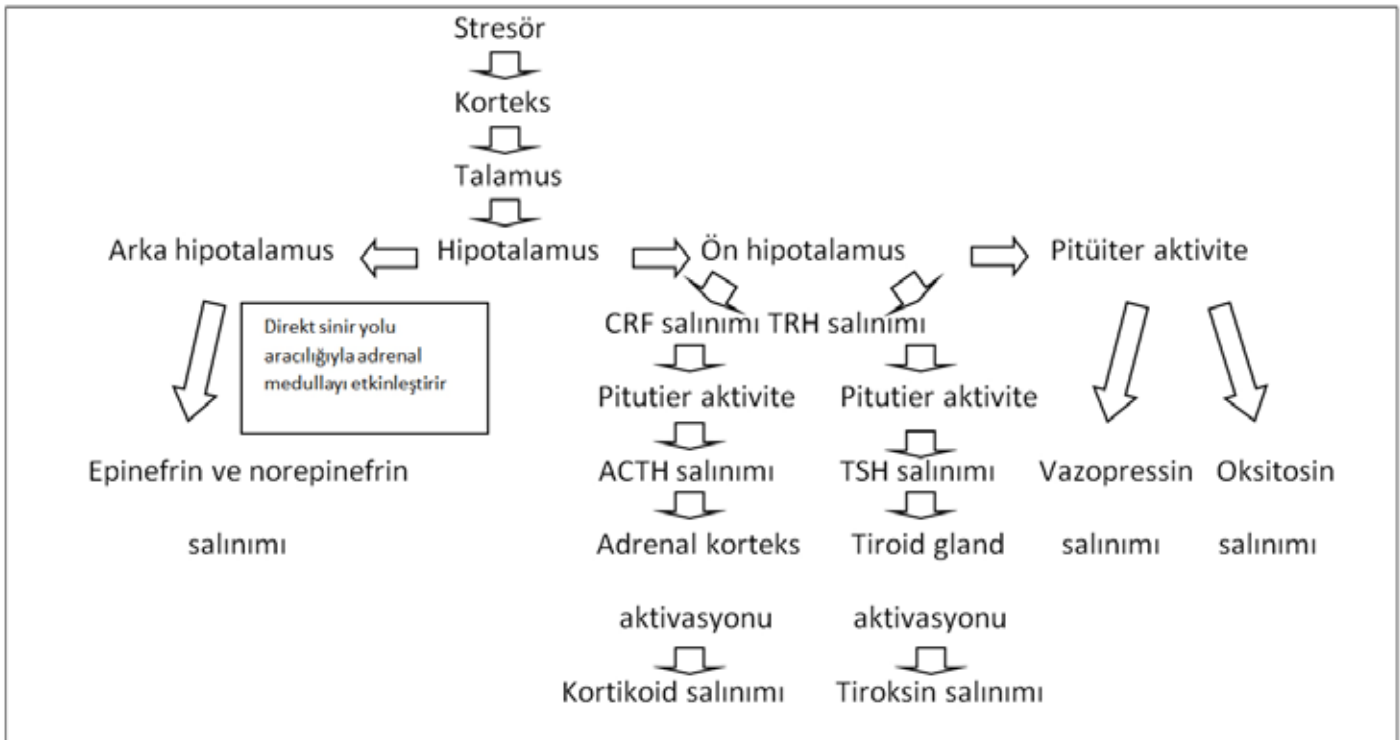 Stresör
Korteks
Talamus
Arka hipotalamus Hipotalamus Ön hipotalamus Pitüiter aktivite
Direkt sinir yolu
aracılığıyla adrenal
medullayı etkinleştirir
CRF salınımı TRH salınımı
Pitutier aktivite Pitutier aktivite
Epinefrin ve norepinefrin ACTH salınımı TSH salınımı Vazopressin Oksitosin
salınımı Adrenal korteks Tiroid gland salınımı salınımı
aktivasyonu aktivasyonu
Kortikoid salınımı Tiroksin salınımı